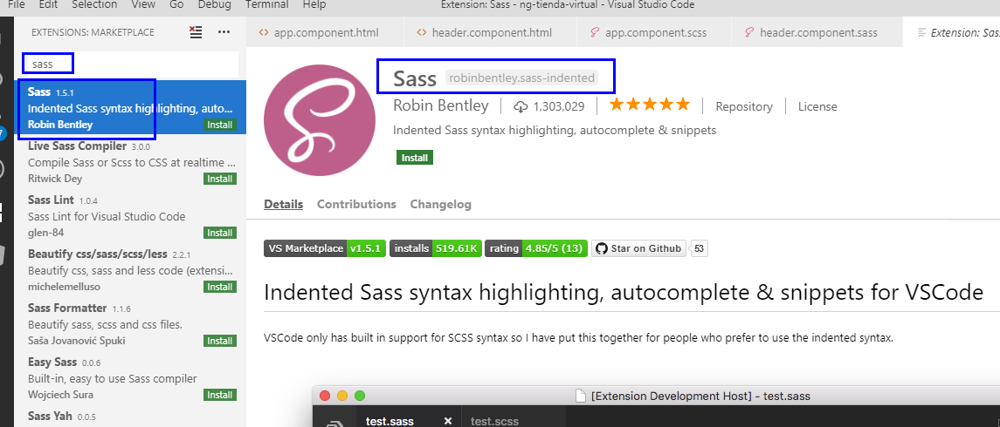 File Edit Selection View Go Debug Terminal Help
Extension: Sass - ng-tienda-virtual - Visual Studio Code
EXTENSIONS: MARKETPLACE
sass
Sass 1.5.1
Indented Sass syntax highlighting, auto...
Robin Bentley Install
Live Sass Compiler 3.0.0
Compile Sass or Scss to CSS at realtime ...
Ritwick Dey Install
Sass Lint 1.0.4
Sass Lint for Visual Studio Code
glen-84 Install
Beautify css/sass/scss/less 2.2.1
Beautify css, sass and less code (extensi...
michelemelluso Install
Sass Formatter 1.1.6
Beautify sass, scss and css files.
Saša Jovanović Spuki Install
Easy Sass 0.0.6
Built-in, easy to use Sass compiler
Wojciech Sura Install
Sass Yah 0.0.5
app.component.html header.component.html app.component.scss header.component.sass Extension: Sas
Sass robinbentley.sass-indented
Robin Bentley 1,303,029 Repository License
Indented Sass syntax highlighting, autocomplete & snippets
Install
Details Contributions Changelog
VS Marketplace v1.5.1 installs 519.61K rating 4.85/5 (13) Star on Github 53
Indented Sass syntax highlighting, autocomplete & snippets for VSCode
VSCode only has built in support for SCSS syntax so I have put this together for people who prefer to use the indented syntax.
[Extension Development Host] - test.sass
test.sass × test.scss